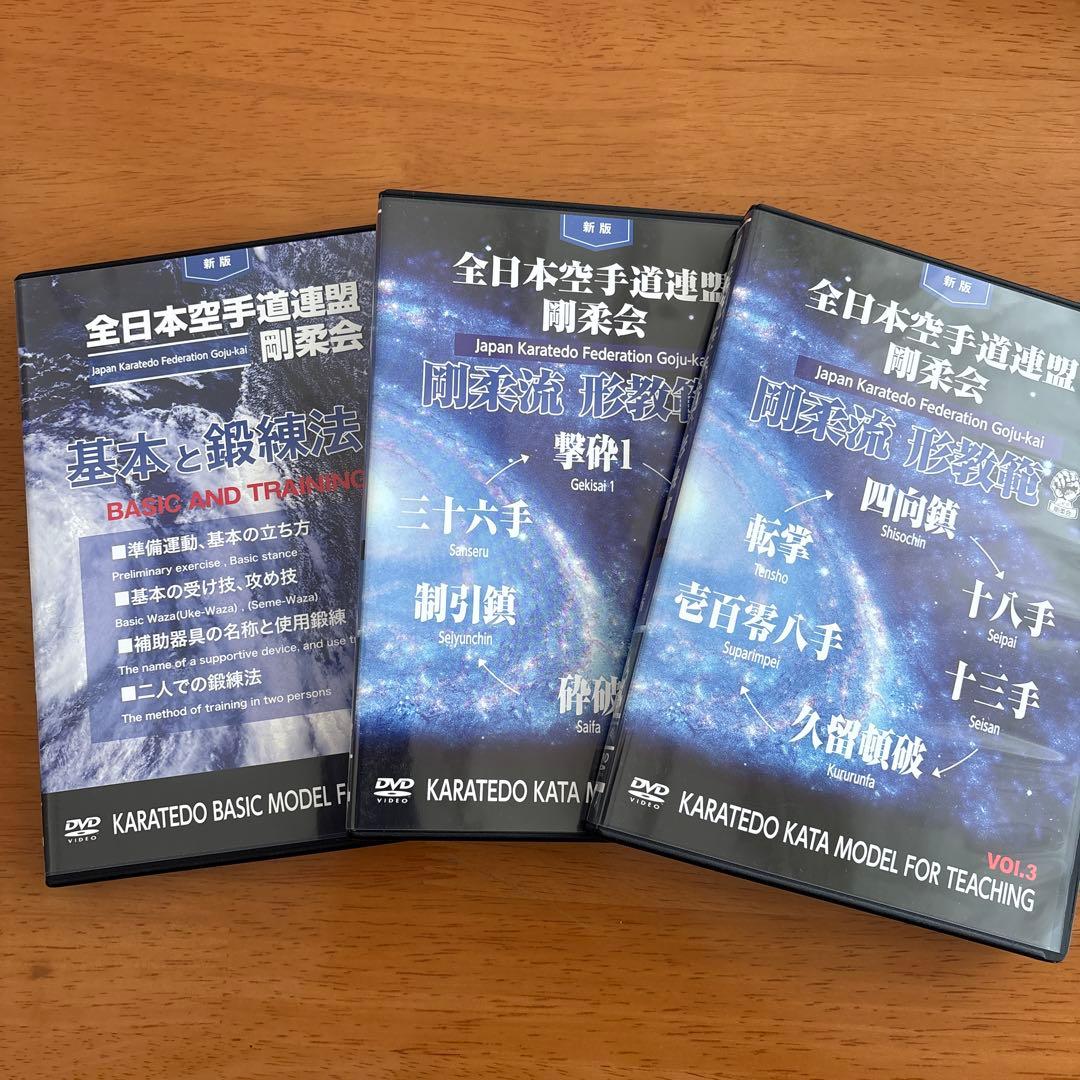 新版
全日本空手道連盟
Japan Karatedo Federation Goju-kai
剛柔会
基本と鍛練法
BASIC AND TRAINING
■準備運動、基本の立ち方
Preliminary exercise , Basic stance
■基本の受け技、攻め技
Basic Waza(Uke-Waza) , (Seme-Waza)
■補助器具の名称と使用鍛練
The name of a supportive device, and use
■二人での鍛練法
The method of training in two persons
DVD
VIDEO
KARATEDO BASIC MODEL
新版
全日本空手道連盟
剛柔会
Japan Karatedo Federation Goju-kai
剛柔流 形教範
撃砕1
Gekisai 1
三十六手
Sanseru
制引鎮
Seiyunchin
砕破
Saifa
DVD
VIDEO
KARATEDO KATA
新版
全日本空手道連盟
剛柔会
Japan Karatedo Federation Goju-kai
剛柔流 形教範
剛柔会
四向鎮
Shisochin
転掌
Tensho
十八手
Seipai
壱百零八手
Suparimpei
十三手
Seisan
久留頓破
Kururunfa
DVD
VIDEO
VOl.3
KARATEDO KATA MODEL FOR TEACHING